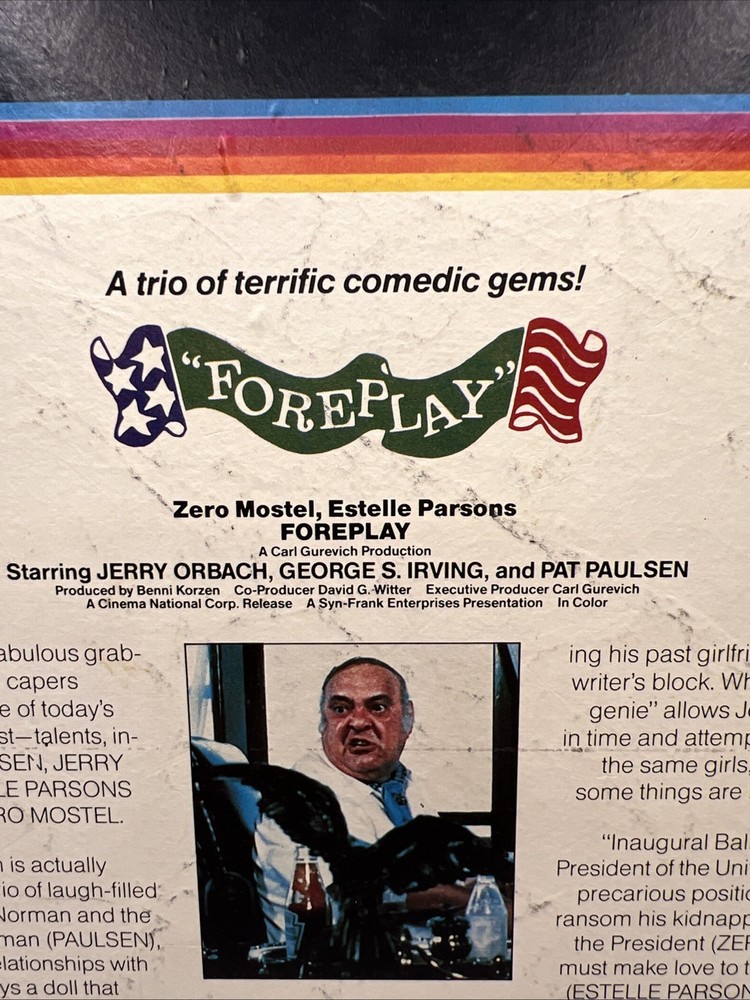 A trio of terrific comedic gems!
"FOREPLAY"
Zero Mostel, Estelle Parsons
FOREPLAY
A Carl Gurevich Production
Starring JERRY ORBACH, GEORGE S. IRVING, and PAT PAULSEN
Produced by Benni Korzen Co-Producer David G. Witter Executive Producer Carl Gurevich
A Cinema National Corp. Release A Syn-Frank Enterprises Presentation In Color
abulous grab-
capers
e of today's
st—talents, in-
SEN, JERRY
LE PARSONS
RO MOSTEL.
n is actually
rio of laugh-filled
Norman and the
man (PAULSEN),
elationships with
ys a doll that
ing his past girlfri
writer's block. Wh
genie" allows Je
in time and attemp
the same girls,
some things are
"Inaugural Ball
President of the Uni
precarious positio
ransom his kidnapp
the President (ZER
must make love to t
(ESTELLE PARSON